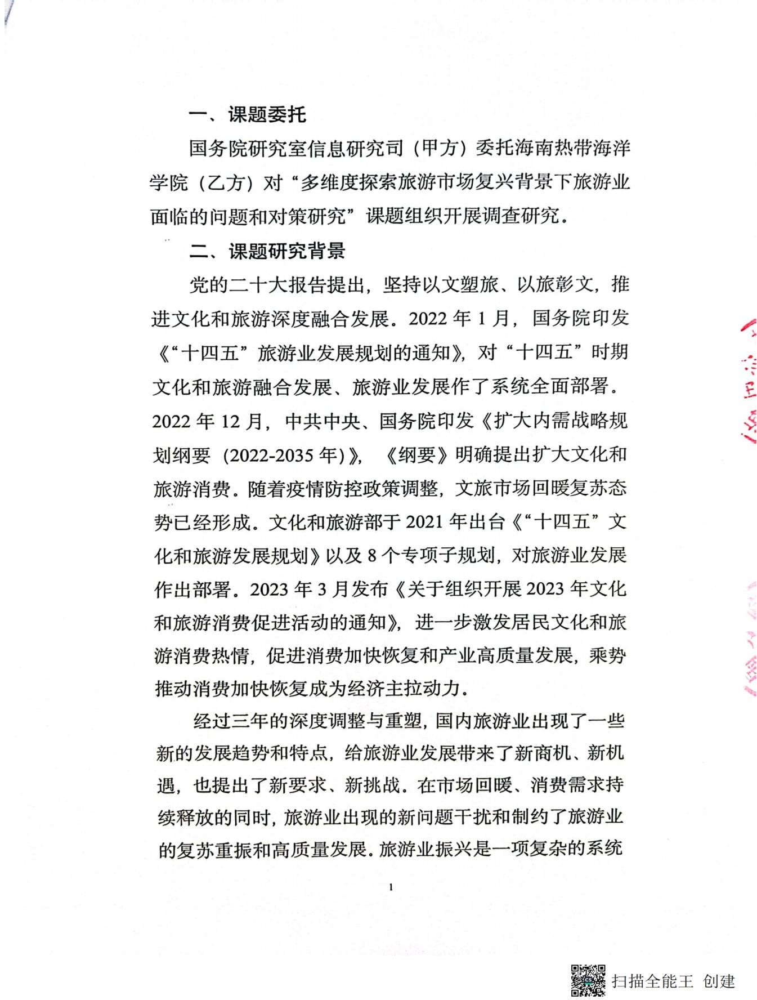 一、课题委托
国务院研究室信息研究司（甲方）委托海南热带海洋
学院（乙方）对“多维度探索旅游市场复兴背景下旅游业
面临的问题和对策研究”课题组织开展调查研究。
二、课题研究背景
党的二十大报告提出，坚持以文塑旅、以旅彰文，推
进文化和旅游深度融合发展。2022 年 1 月，国务院印发
《“十四五”旅游业发展规划的通知》，对“十四五”时期
文化和旅游融合发展、旅游业发展作了系统全面部署。
2022 年 12 月，中共中央、国务院印发《扩大内需战略规
划纲要（2022-2035 年）》，《纲要》明确提出扩大文化和
旅游消费。随着疫情防控政策调整，文旅市场回暖复苏态
势已经形成。文化和旅游部于 2021 年出台《“十四五”文
化和旅游发展规划》以及 8 个专项子规划，对旅游业发展
作出部署。2023 年 3 月发布《关于组织开展 2023 年文化
和旅游消费促进活动的通知》，进一步激发居民文化和旅
游消费热情，促进消费加快恢复和产业高质量发展，乘势
推动消费加快恢复成为经济主拉动力。
经过三年的深度调整与重塑，国内旅游业出现了一些
新的发展趋势和特点，给旅游业发展带来了新商机、新机
遇，也提出了新要求、新挑战。在市场回暖、消费需求持
续释放的同时，旅游业出现的新问题干扰和制约了旅游业
的复苏重振和高质量发展。旅游业振兴是一项复杂的系统
1
CS
扫描全能王 创建